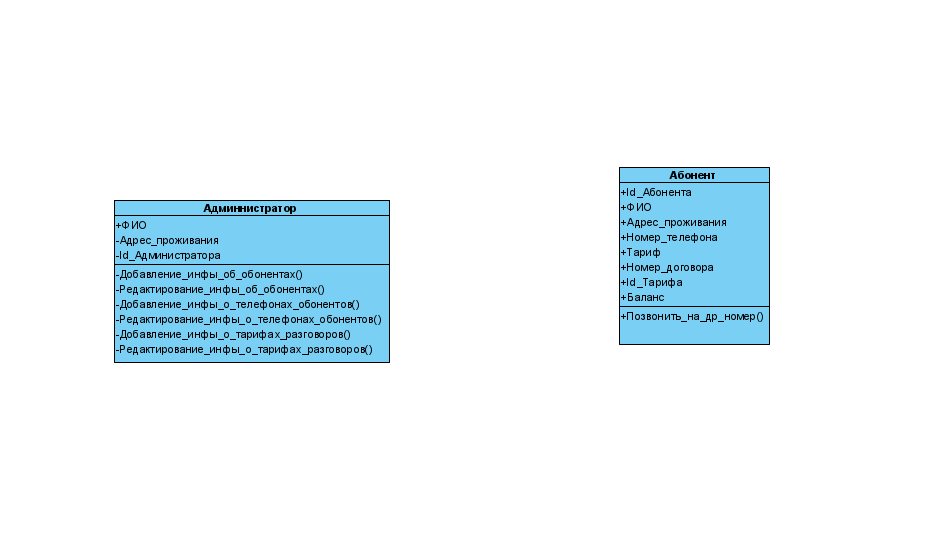 Админнистратор
+ФИО
-Адрес_проживания
-Id_Администратора
-Добавление_инфы_об_обонентах()
-Редактирование_инфы_об_обонентах()
-Добавление_инфы_о_телефонах_обонентов()
-Редактирование_инфы_о_телефонах_обонентов()
-Добавление_инфы_о_тарифах_разговоров()
-Редактирование_инфы_о_тарифах_разговоров()
Абонент
+Id_Абонента
+ФИО
+Адрес_проживания
+Номер_телефона
+Тариф
+Номер_договора
+Id_Тарифа
+Баланс
+Позвонить_на_др_номер()